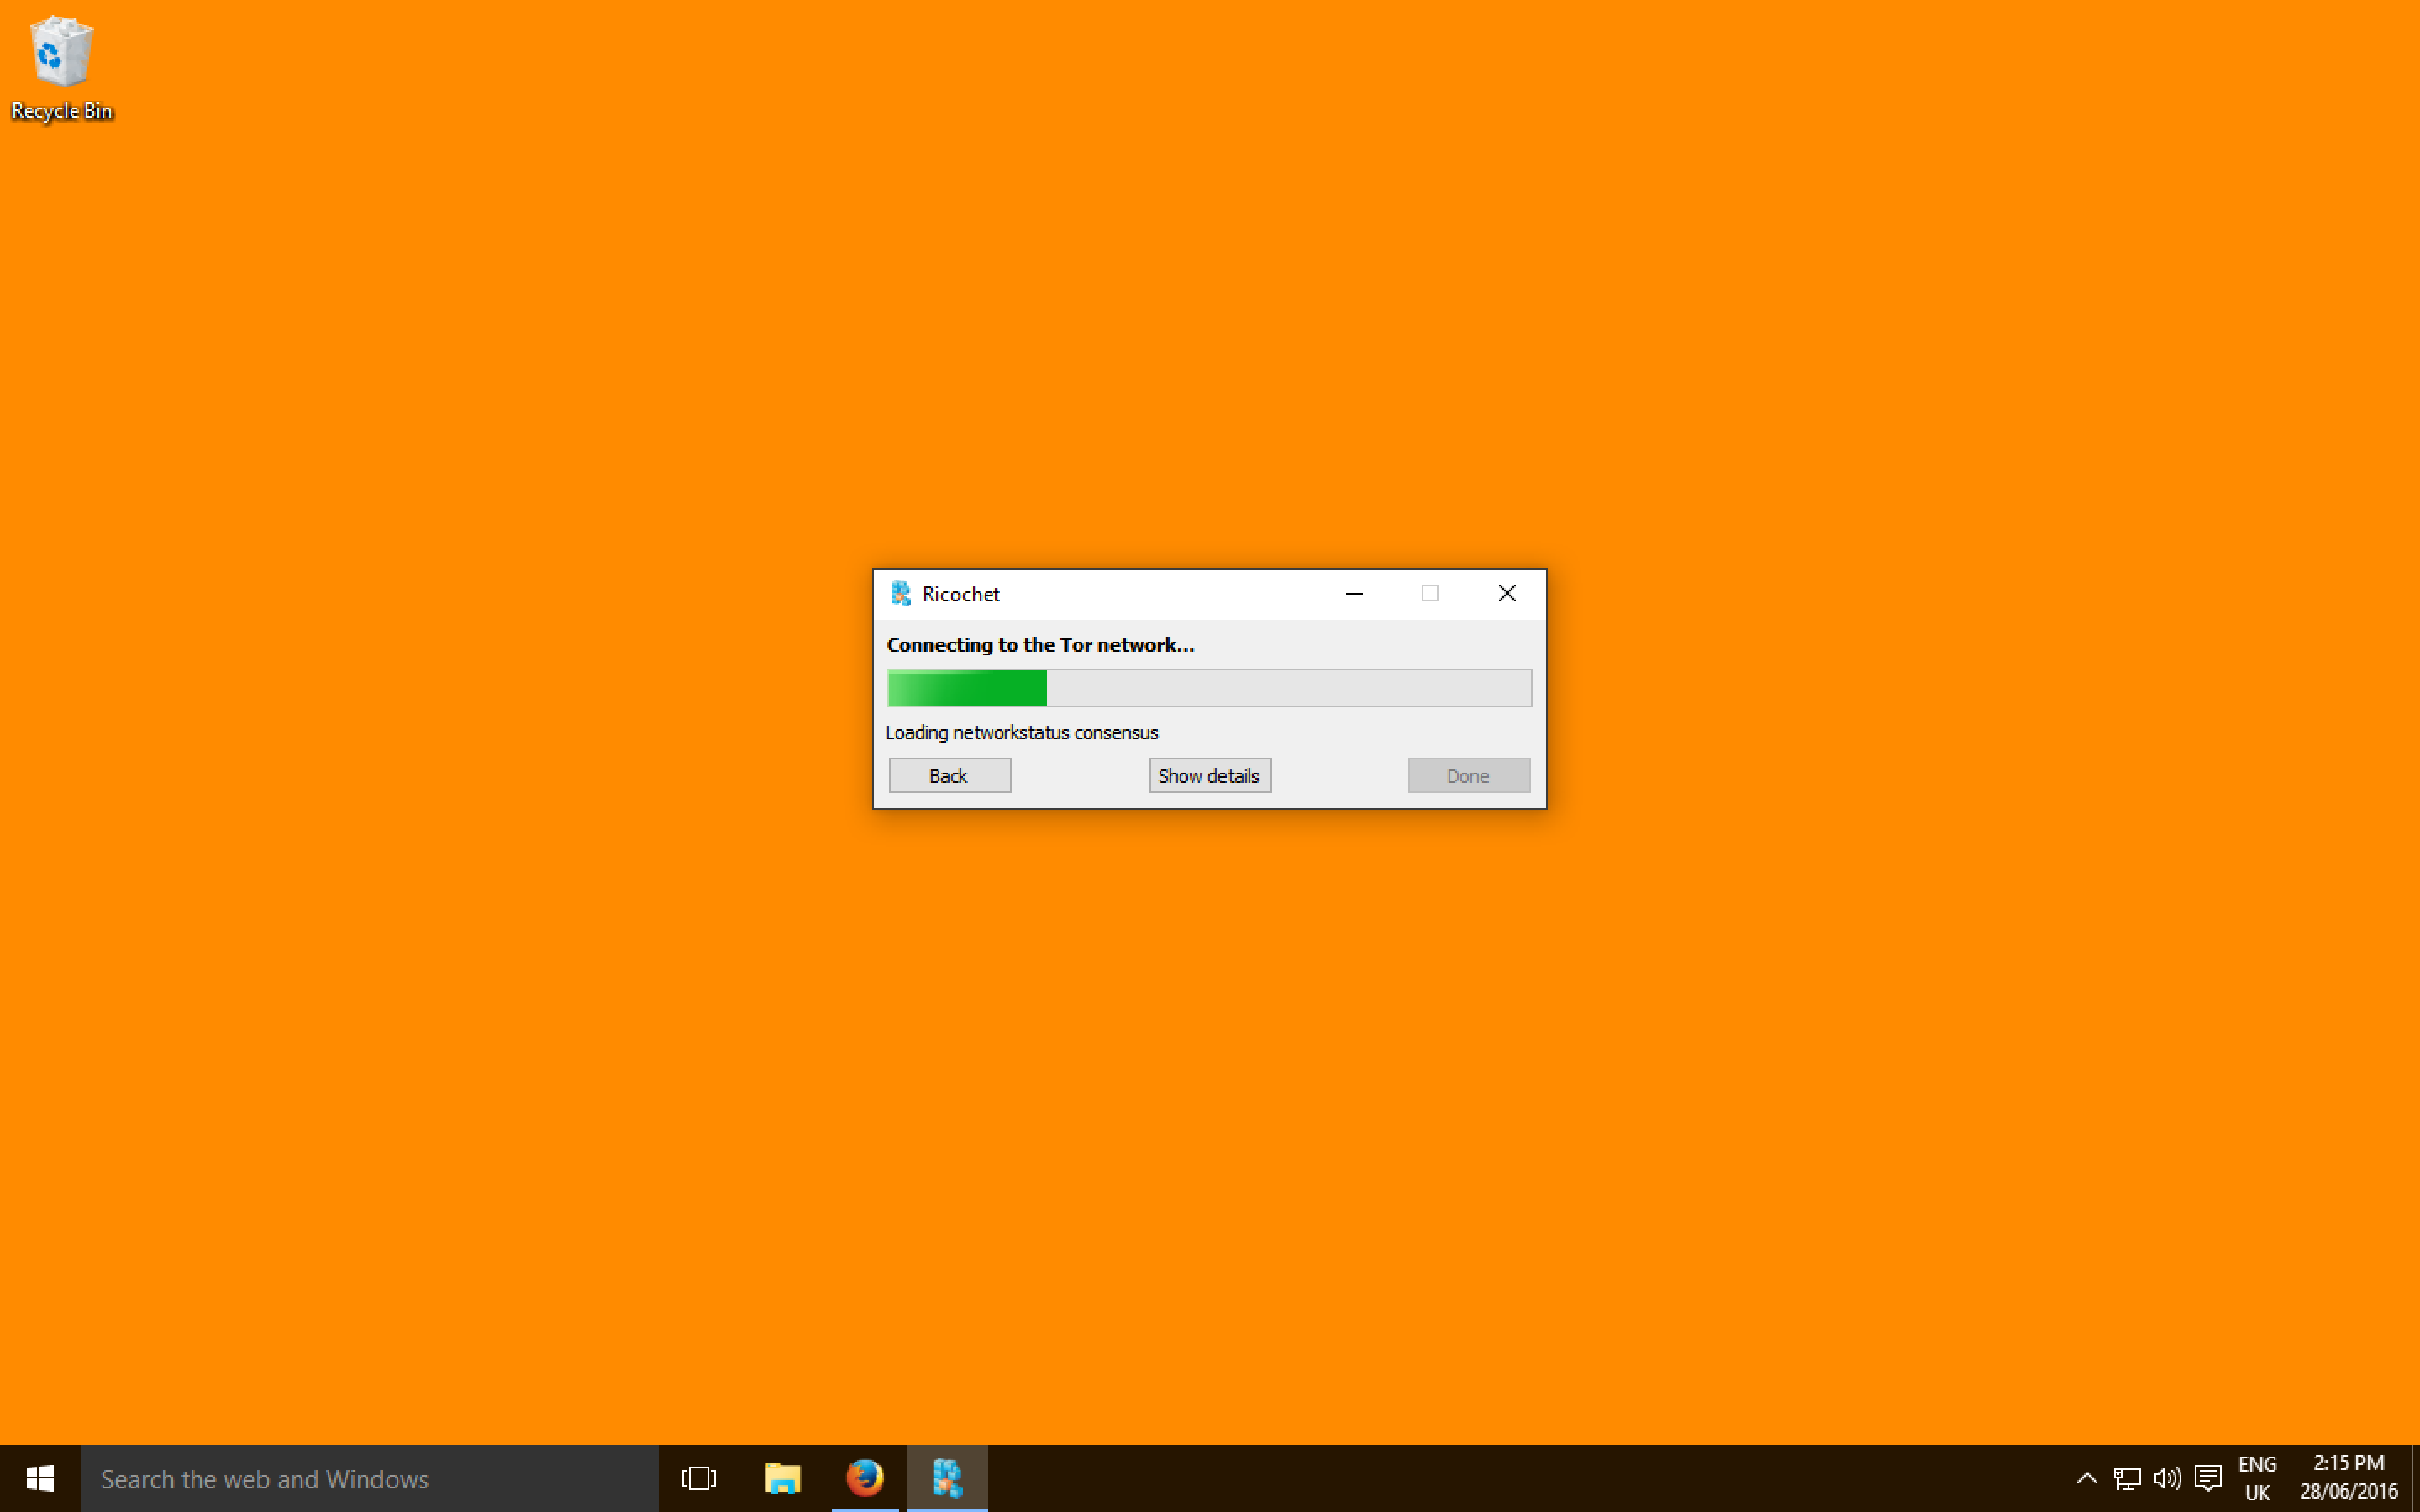 Recycle Bin
Ricochet
Connecting to the Tor network...
Loading networkstatus consensus
Back
Show details
Done
Search the web and Windows
ENG
UK
2:15 PM
28/06/2016